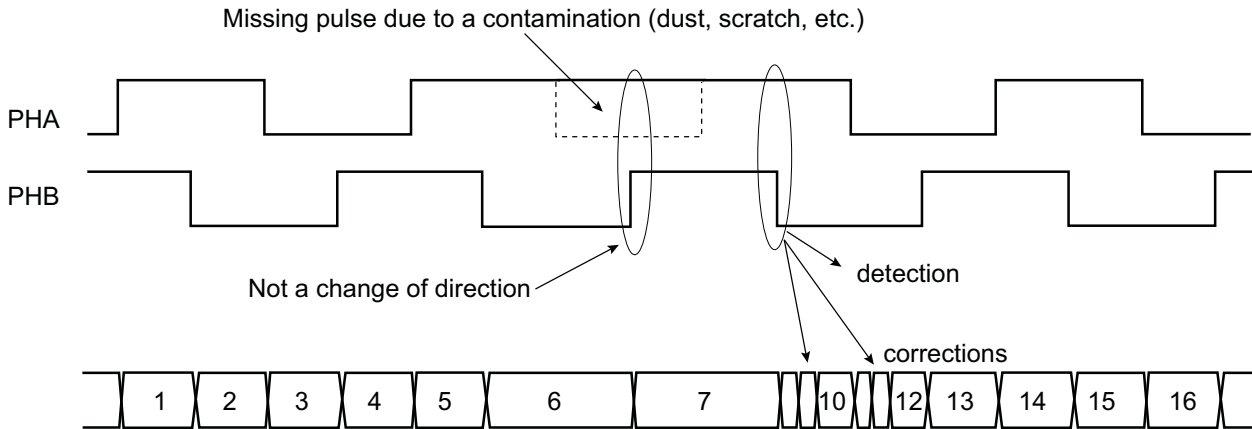 Missing pulse due to a contamination (dust, scratch, etc.)
PHA
PHB
Not a change of direction
detection
corrections
1 2 3 4 5 6 7 10 12 13 14 15 16